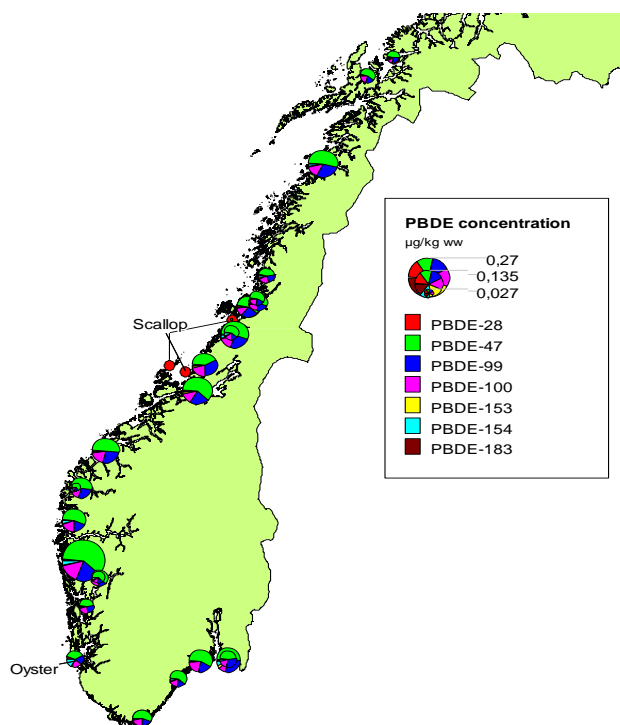 PBDE concentration
µg/kg ww
0,27
0,135
0,027
Scallop
PBDE-28
PBDE-47
PBDE-99
PBDE-100
PBDE-153
PBDE-154
PBDE-183
Oyster